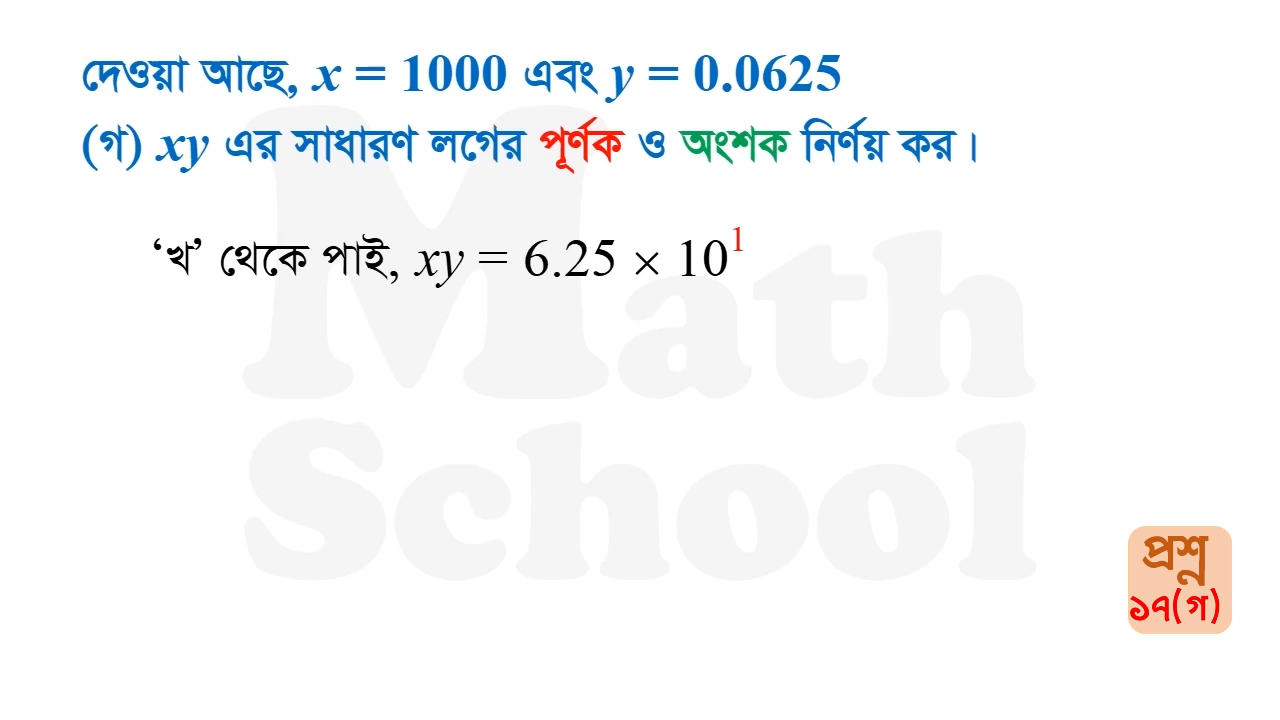 দেওয়া আছে, x = 1000 এবং y = 0.0625
(গ) xy এর সাধারণ লগের পূর্ণক ও অংশক নির্ণয় কর।
‘খ’ থেকে পাই, xy = 6.25 × 10¹
Math
School
প্রশ্ন
১৭(গ)